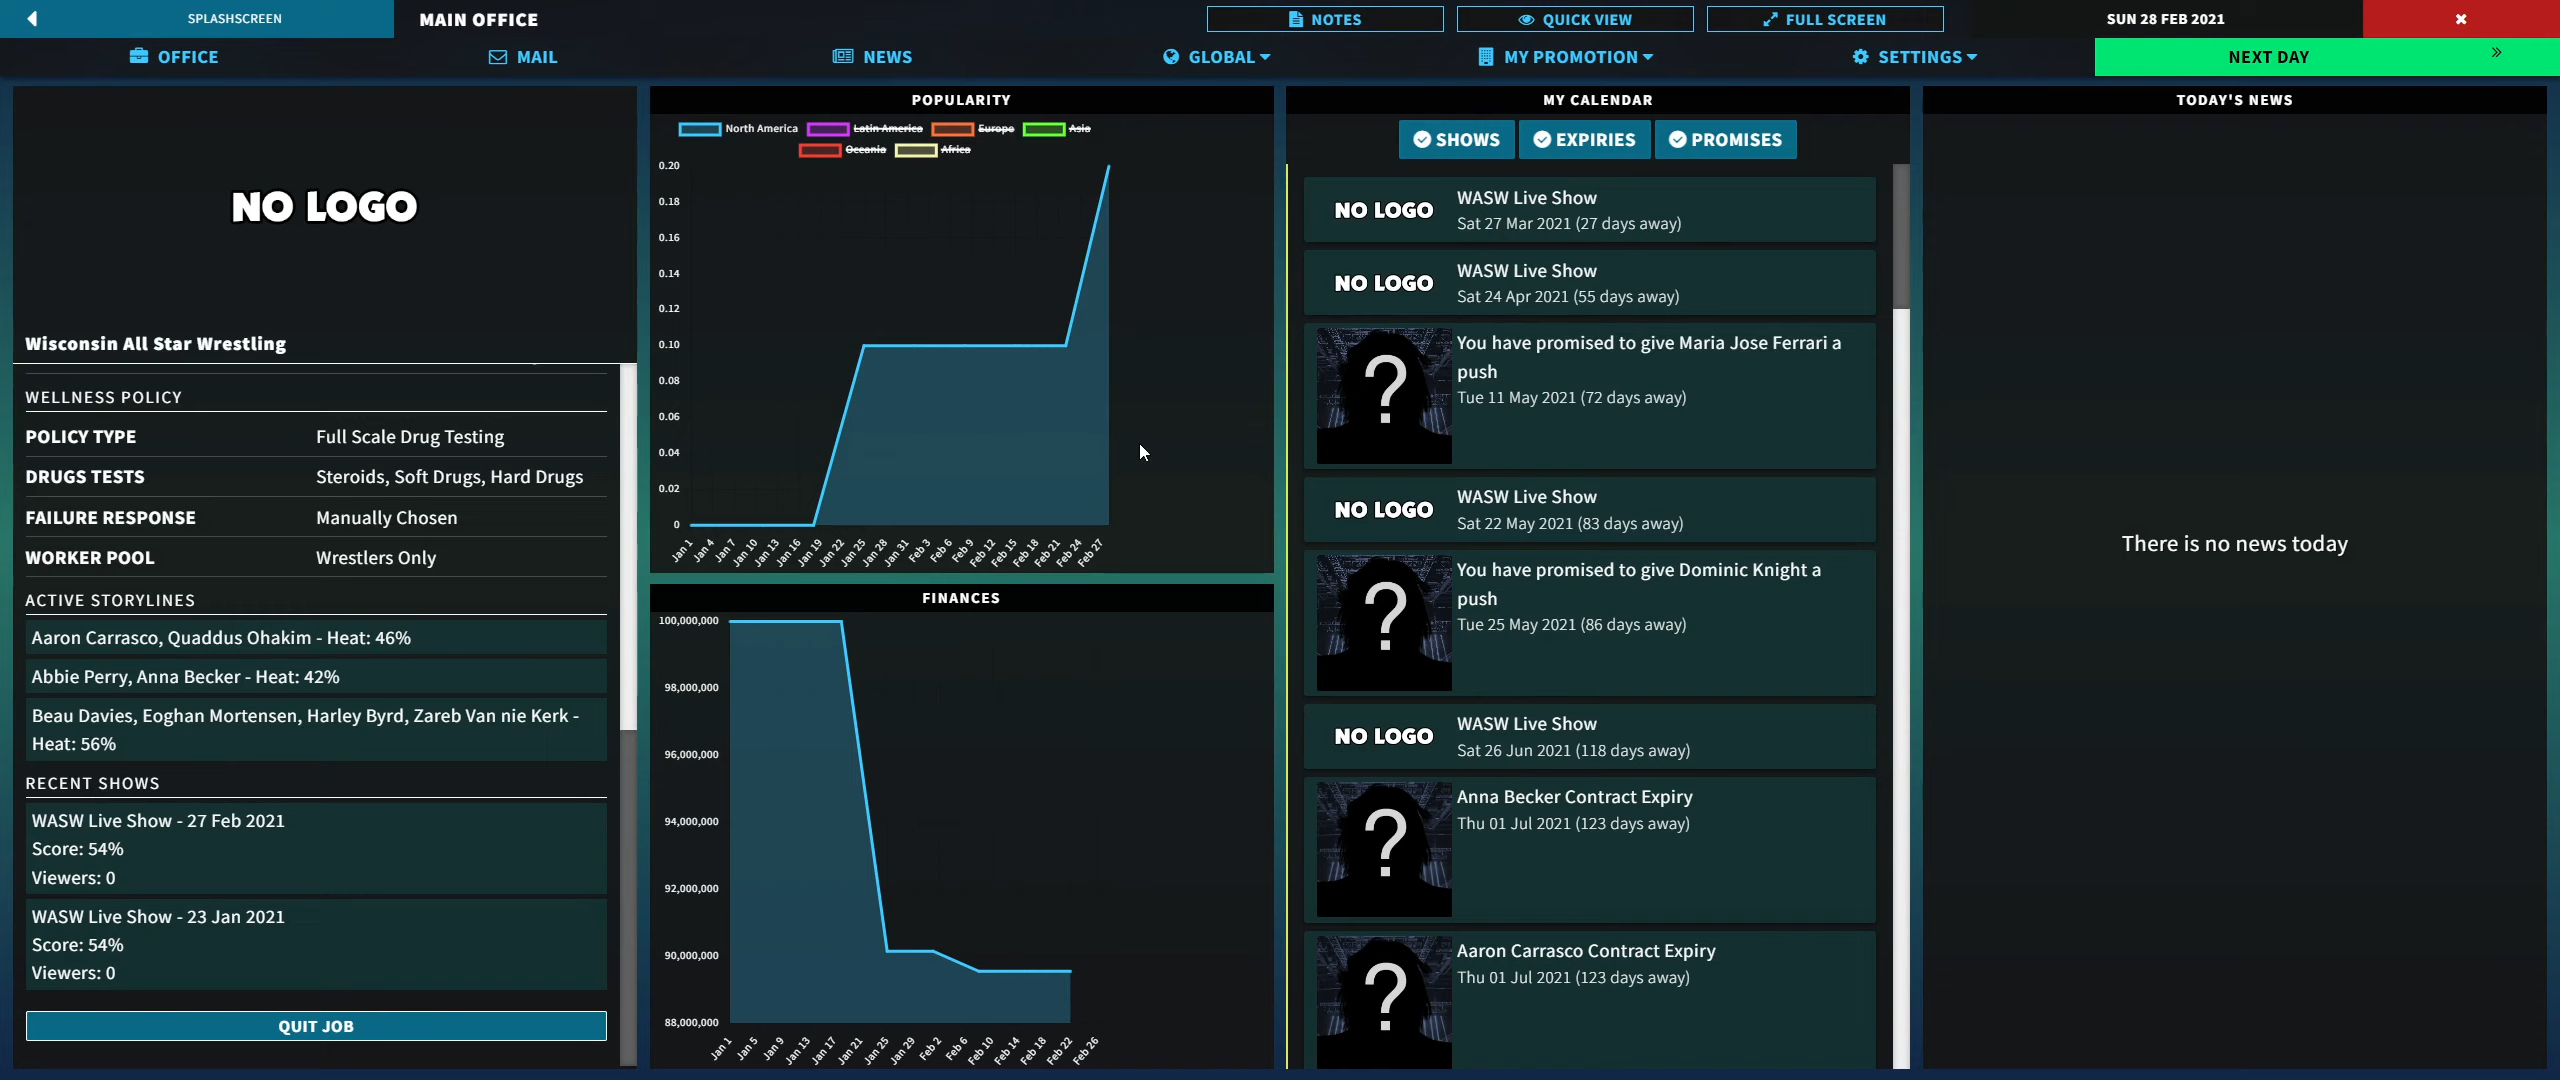 SPLASHSCREEN
MAIN OFFICE
NOTES
QUICK VIEW
FULL SCREEN
SUN 28 FEB 2021
OFFICE
MAIL
NEWS
GLOBAL
MY PROMOTION
SETTINGS
NEXT DAY
NO LOGO
Wisconsin All Star Wrestling
WELLNESS POLICY
POLICY TYPE Full Scale Drug Testing
DRUGS TESTS Steroids, Soft Drugs, Hard Drugs
FAILURE RESPONSE Manually Chosen
WORKER POOL Wrestlers Only
ACTIVE STORYLINES
Aaron Carrasco, Quaddus Ohakim - Heat: 46%
Abbie Perry, Anna Becker - Heat: 42%
Beau Davies, Eoghan Mortensen, Harley Byrd, Zareb Van nie Kerk -
Heat: 56%
RECENT SHOWS
WASW Live Show - 27 Feb 2021
Score: 54%
Viewers: 0
WASW Live Show - 23 Jan 2021
Score: 54%
Viewers: 0
QUIT JOB
POPULARITY
North America Latin America Europe Asia
Oceania Africa
0.20
0.18
0.16
0.14
0.12
0.10
0.08
0.06
0.04
0.02
0
Jan 1 Jan 4 Jan 7 Jan 10 Jan 13 Jan 16 Jan 19 Jan 22 Jan 25 Jan 28 Jan 31 Feb 3 Feb 6 Feb 9 Feb 12 Feb 15 Feb 18 Feb 21 Feb 24 Feb 27
FINANCES
100,000,000
98,000,000
96,000,000
94,000,000
92,000,000
90,000,000
88,000,000
Jan 1 Jan 5 Jan 9 Jan 13 Jan 17 Jan 21 Jan 25 Jan 29 Feb 2 Feb 6 Feb 10 Feb 14 Feb 18 Feb 22 Feb 26
MY CALENDAR
SHOWS
EXPIRIES
PROMISES
NO LOGO
WASW Live Show
Sat 27 Mar 2021 (27 days away)
NO LOGO
WASW Live Show
Sat 24 Apr 2021 (55 days away)
?
You have promised to give Maria Jose Ferrari a
push
Tue 11 May 2021 (72 days away)
NO LOGO
WASW Live Show
Sat 22 May 2021 (83 days away)
?
You have promised to give Dominic Knight a
push
Tue 25 May 2021 (86 days away)
NO LOGO
WASW Live Show
Sat 26 Jun 2021 (118 days away)
?
Anna Becker Contract Expiry
Thu 01 Jul 2021 (123 days away)
?
Aaron Carrasco Contract Expiry
Thu 01 Jul 2021 (123 days away)
TODAY'S NEWS
There is no news today